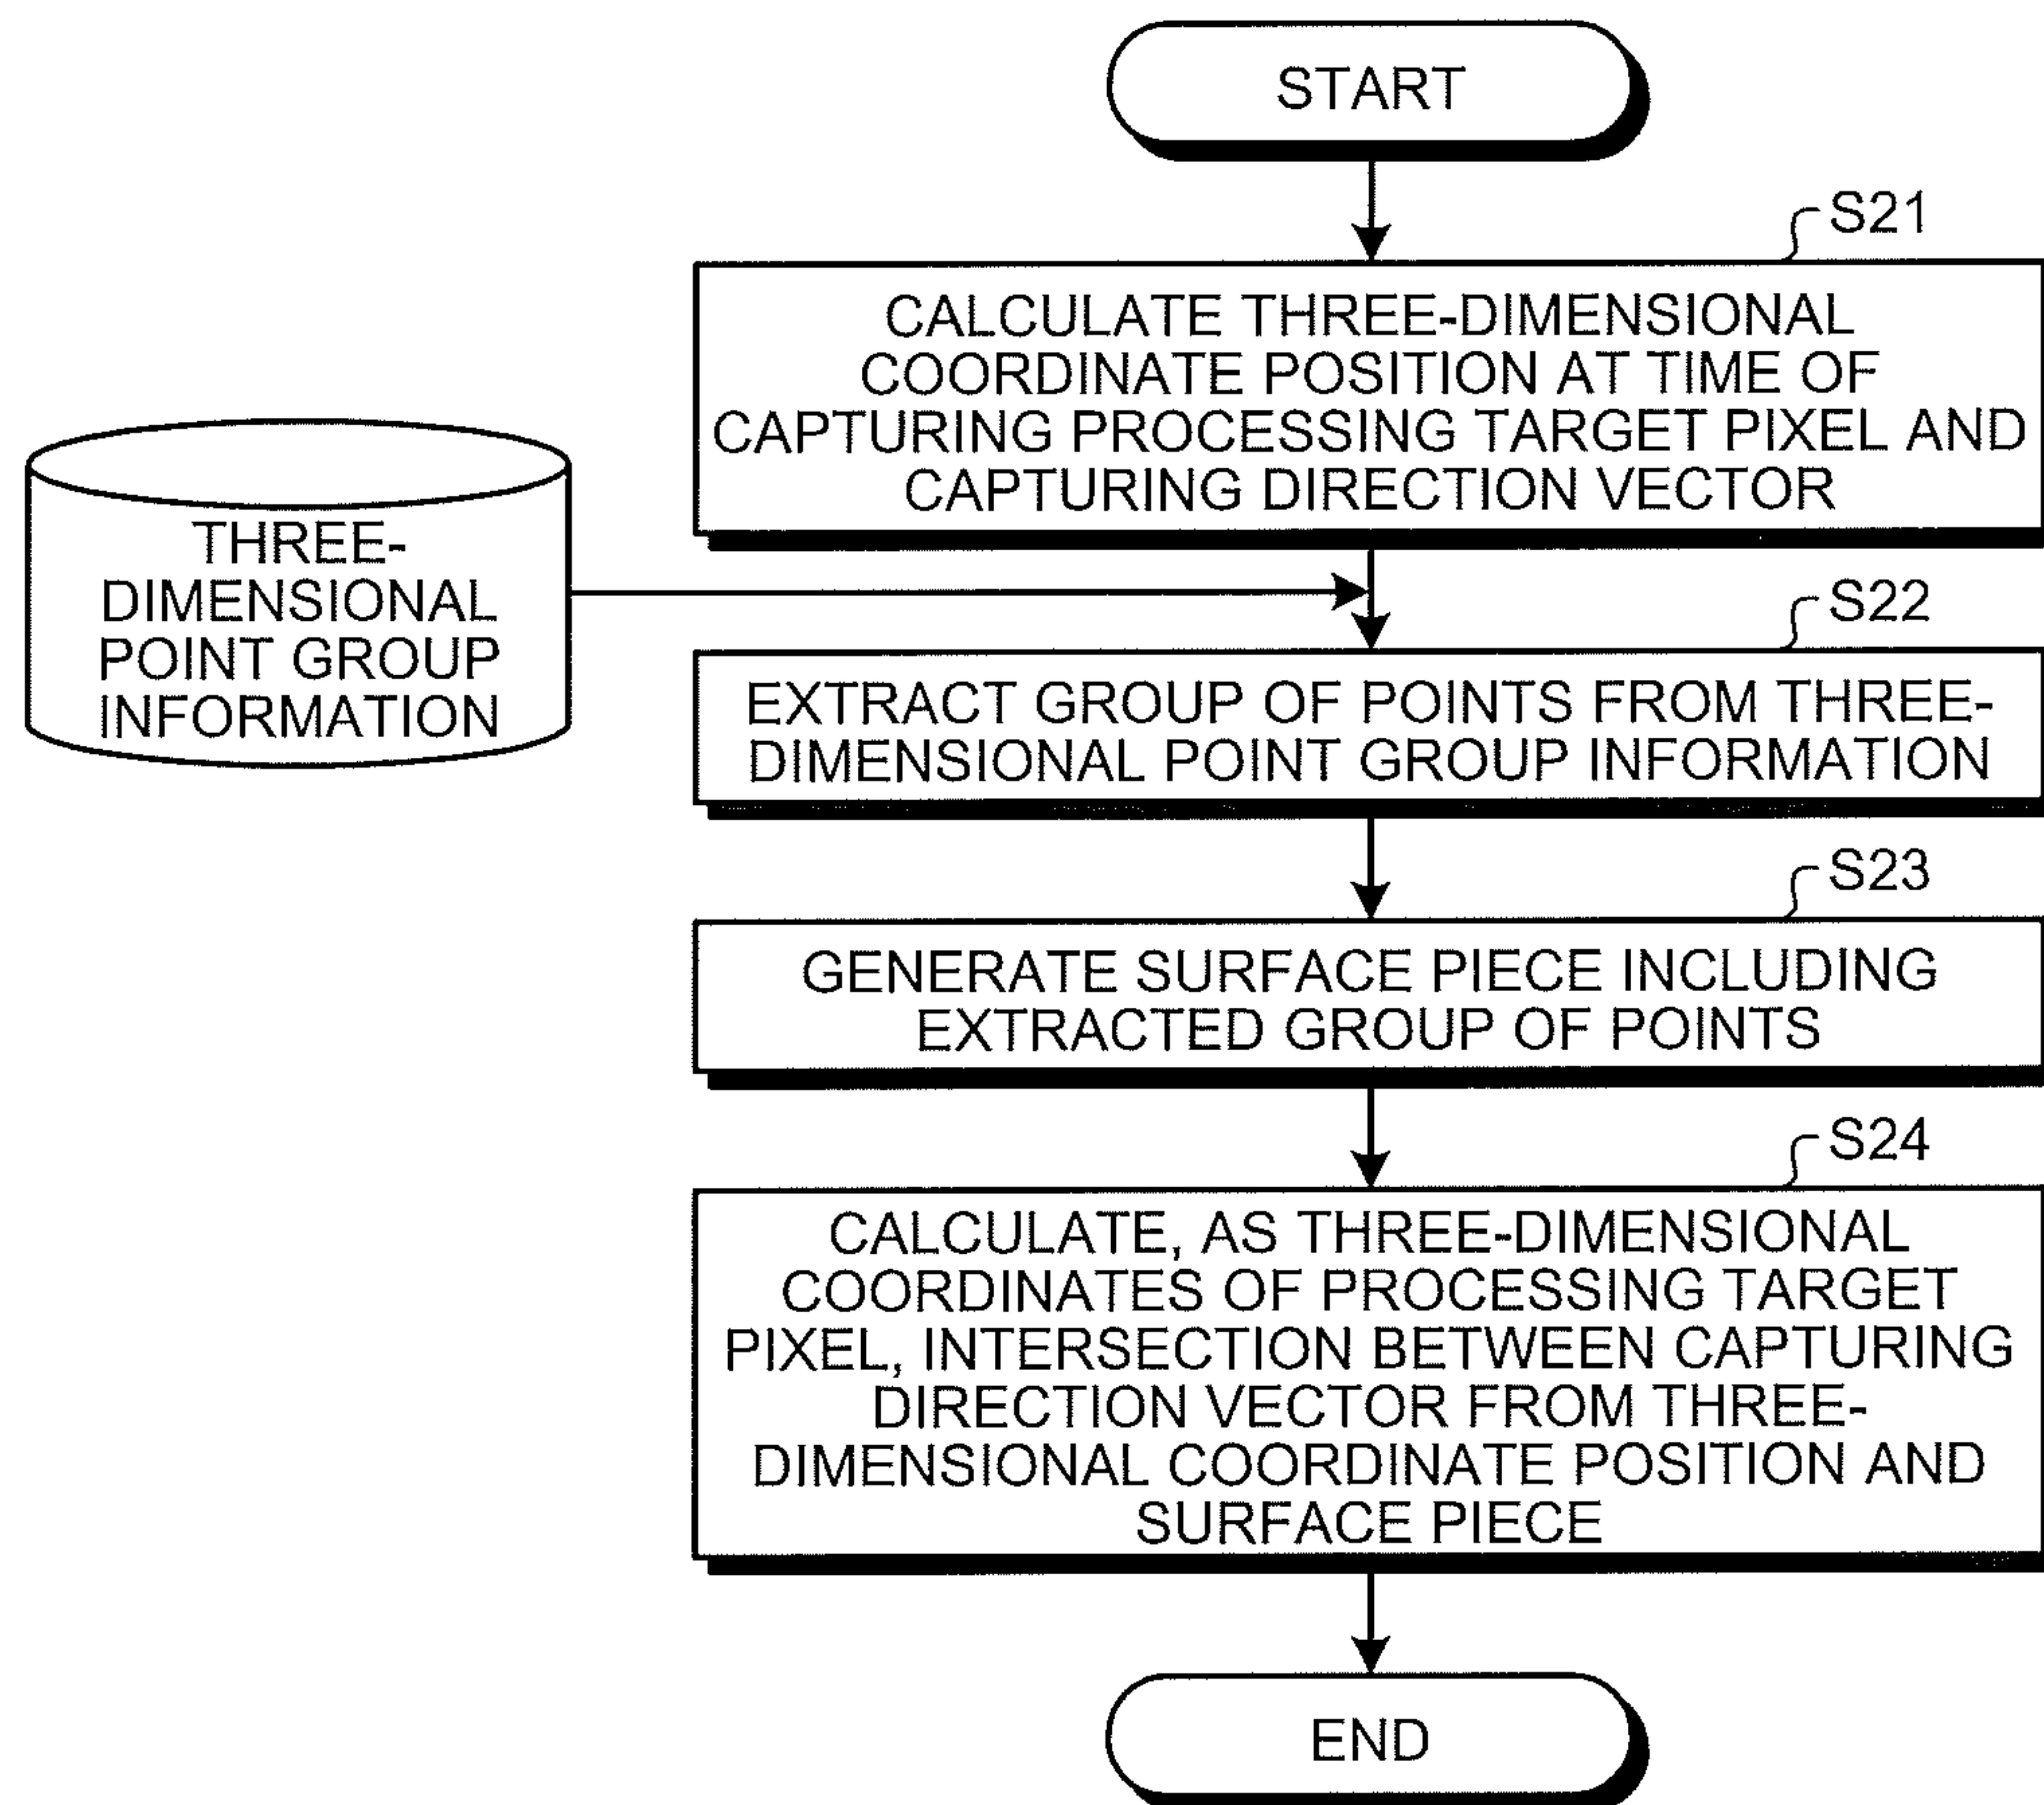 START
S21
CALCULATE THREE-DIMENSIONAL
COORDINATE POSITION AT TIME OF
CAPTURING PROCESSING TARGET PIXEL AND
CAPTURING DIRECTION VECTOR
THREE-
DIMENSIONAL
POINT GROUP
INFORMATION
S22
EXTRACT GROUP OF POINTS FROM THREE-
DIMENSIONAL POINT GROUP INFORMATION
S23
GENERATE SURFACE PIECE INCLUDING
EXTRACTED GROUP OF POINTS
S24
CALCULATE, AS THREE-DIMENSIONAL
COORDINATES OF PROCESSING TARGET
PIXEL, INTERSECTION BETWEEN CAPTURING
DIRECTION VECTOR FROM THREE-
DIMENSIONAL COORDINATE POSITION AND
SURFACE PIECE
END